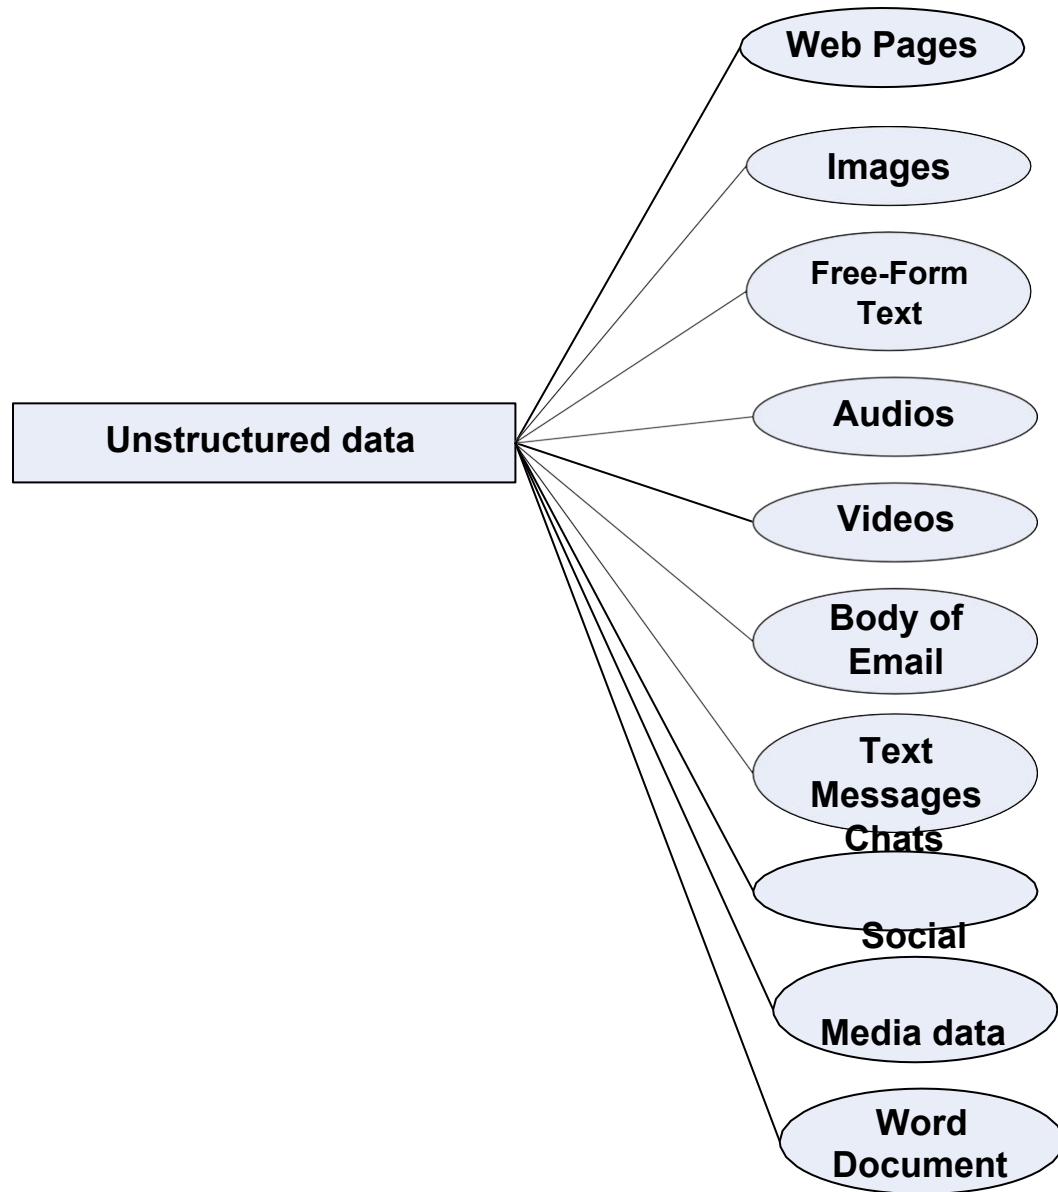 Web Pages
Images
Free-Form
Text
Audios
Unstructured data
Videos
Body of
Email
Text
Messages
Chats
Social
Media data
Word
Document